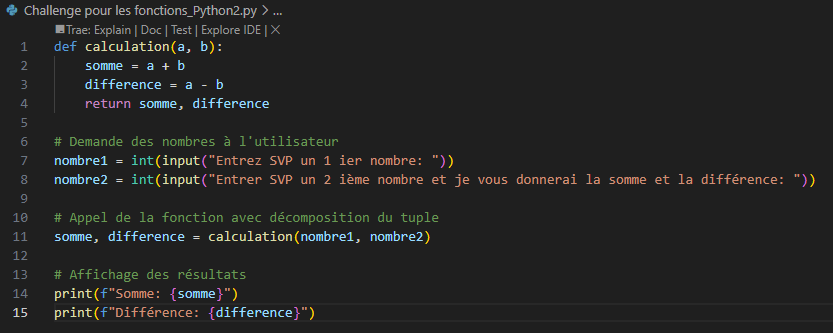 Challenge pour les fonctions_Python2.py > ...
Trae: Explain | Doc | Test | Explore IDE | X
1 def calculation(a, b):
2     somme = a + b
3     difference = a - b
4     return somme, difference
5
6 # Demande des nombres à l'utilisateur
7 nombre1 = int(input("Entrez SVP un 1 ier nombre: "))
8 nombre2 = int(input("Entrer SVP un 2 ième nombre et je vous donnerai la somme et la différence: "))
9
10 # Appel de la fonction avec décomposition du tuple
11 somme, difference = calculation(nombre1, nombre2)
12
13 # Affichage des résultats
14 print(f"Somme: {somme}")
15 print(f"Différence: {difference}")